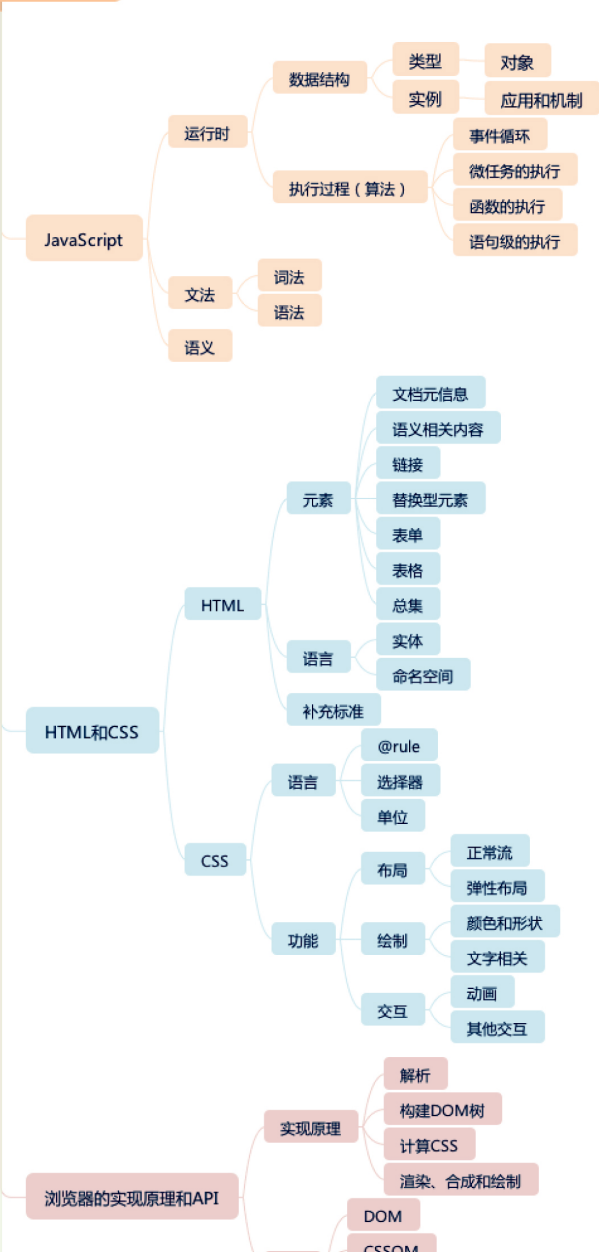 JavaScript
运行时
数据结构
类型
对象
实例
应用和机制
执行过程（算法）
事件循环
微任务的执行
函数的执行
语句级的执行
文法
词法
语法
语义
HTML和CSS
HTML
元素
文档元信息
语义相关内容
链接
替换型元素
表单
表格
总集
语言
实体
命名空间
补充标准
CSS
语言
@rule
选择器
单位
功能
布局
正常流
弹性布局
绘制
颜色和形状
文字相关
交互
动画
其他交互
浏览器的实现原理和API
实现原理
解析
构建DOM树
计算CSS
渲染、合成和绘制
DOM
CSSOM